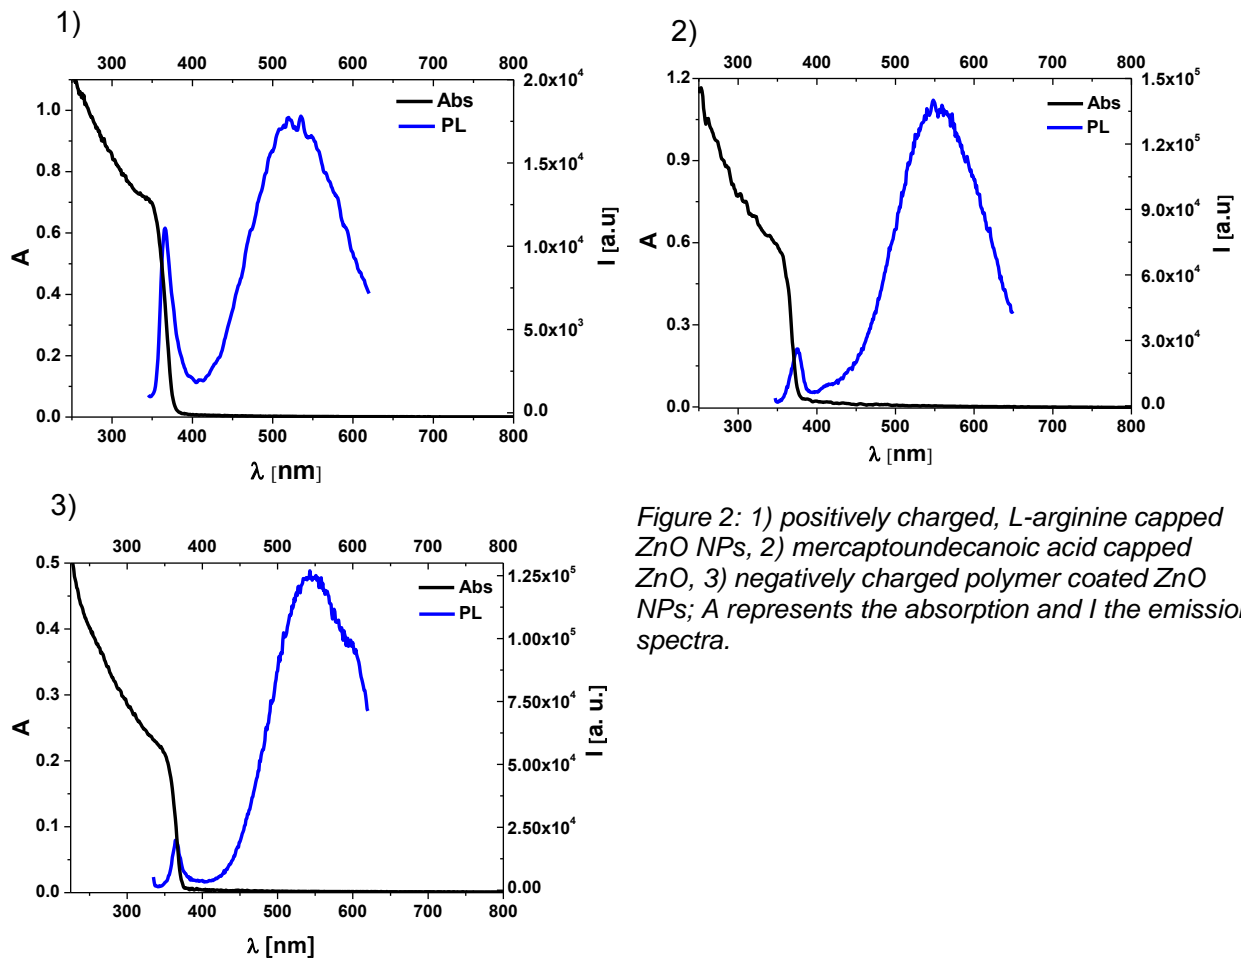 1)
300 400 500 600 700 800
1.0
0.8
0.6
0.4
0.2
0.0
A
Abs
PL
2.0x10⁴
1.5x10⁴
1.0x10⁴
5.0x10³
0.0
I [a.u]
300 400 500 600 700 800
λ [nm]
2)
300 400 500 600 700 800
1.2
0.9
0.6
0.3
0.0
A
Abs
PL
1.5x10⁵
1.2x10⁵
9.0x10⁴
6.0x10⁴
3.0x10⁴
0.0
I [a.u]
300 400 500 600 700 800
λ [nm]
3)
300 400 500 600 700 800
0.5
0.4
0.3
0.2
0.1
0.0
A
Abs
PL
1.25x10⁵
1.00x10⁵
7.50x10⁴
5.00x10⁴
2.50x10⁴
0.00
I [a. u.]
300 400 500 600 700 800
λ [nm]
Figure 2: 1) positively charged, L-arginine capped
ZnO NPs, 2) mercaptoundecanoic acid capped
ZnO, 3) negatively charged polymer coated ZnO
NPs; A represents the absorption and I the emission
spectra.